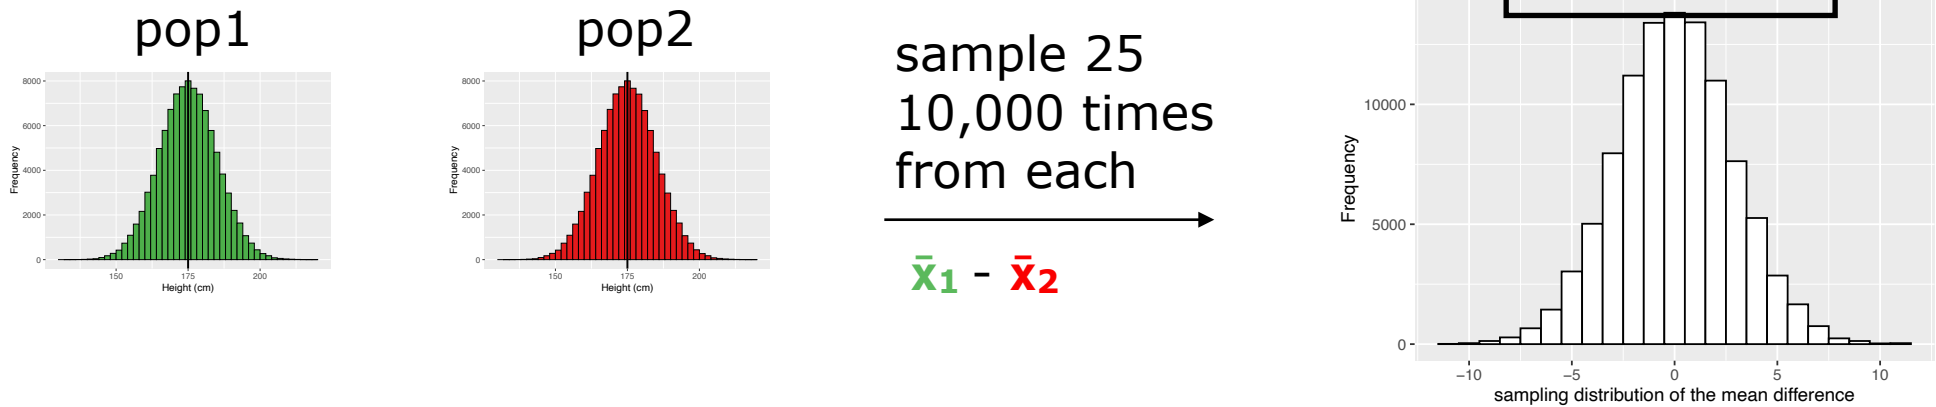 pop1
8000
6000
4000
2000
0
Frequency
150
175
200
Height (cm)
pop2
8000
6000
4000
2000
0
Frequency
150
175
200
Height (cm)
sample 25
10,000 times
from each
x̄1 - x̄2
10000
5000
0
Frequency
−10
−5
0
5
10
sampling distribution of the mean difference